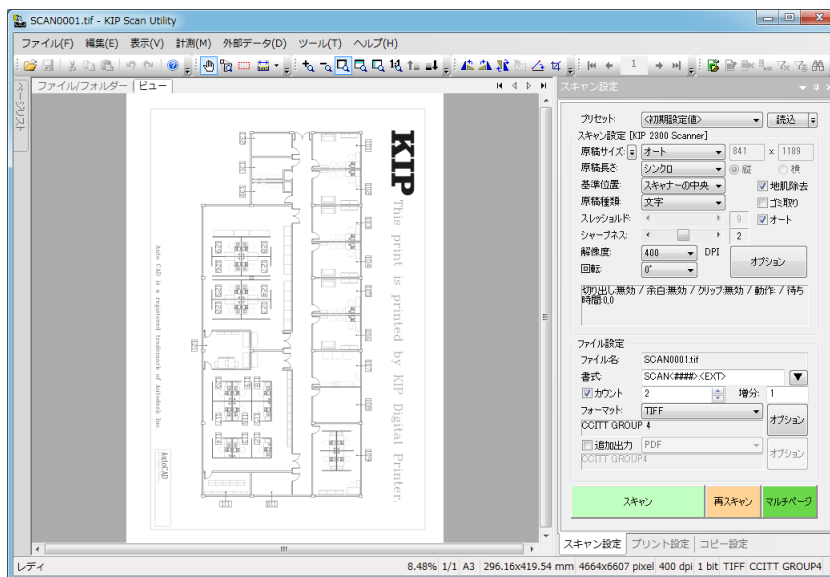 SCAN0001.tif - KIP Scan Utility
ファイル(F) 編集(E) 表示(V) 計測(M) 外部データ(D) ツール(T) ヘルプ(H)
1
ページリスト
ファイル/フォルダー ビュー
スキャン設定
KIP
This print is printed by KIP Digital Printer.
Auto CAD is a registered trademark of Autodesk Inc.
AutoCAD
プリセット: <初期設定値> 読込
スキャン設定 [KIP 2300 Scanner]
原稿サイズ: オート 841 x 1189
原稿長さ: シンクロ 縦 横
基準位置: スキャナーの中央 地肌除去
原稿種類: 文字 ゴミ取り
スレッショルド: 9 オート
シャープネス: 2
解像度: 400 DPI オプション
回転: 0°
切り出し:無効 / 余白:無効 / クリップ:無効 / 動作: / 待ち
時間:0.0
ファイル設定
ファイル名: SCAN0001.tif
書式: SCAN<####>.<EXT>
カウント 2 増分: 1
フォーマット: TIFF オプション
CCITT GROUP 4
追加出力 PDF オプション
CCITT GROUP4
スキャン 再スキャン マルチページ
スキャン設定 プリント設定 コピー設定
レディ 8.48% 1/1 A3 296.16x419.54 mm 4664x6607 pixel 400 dpi 1 bit TIFF CCITT GROUP4